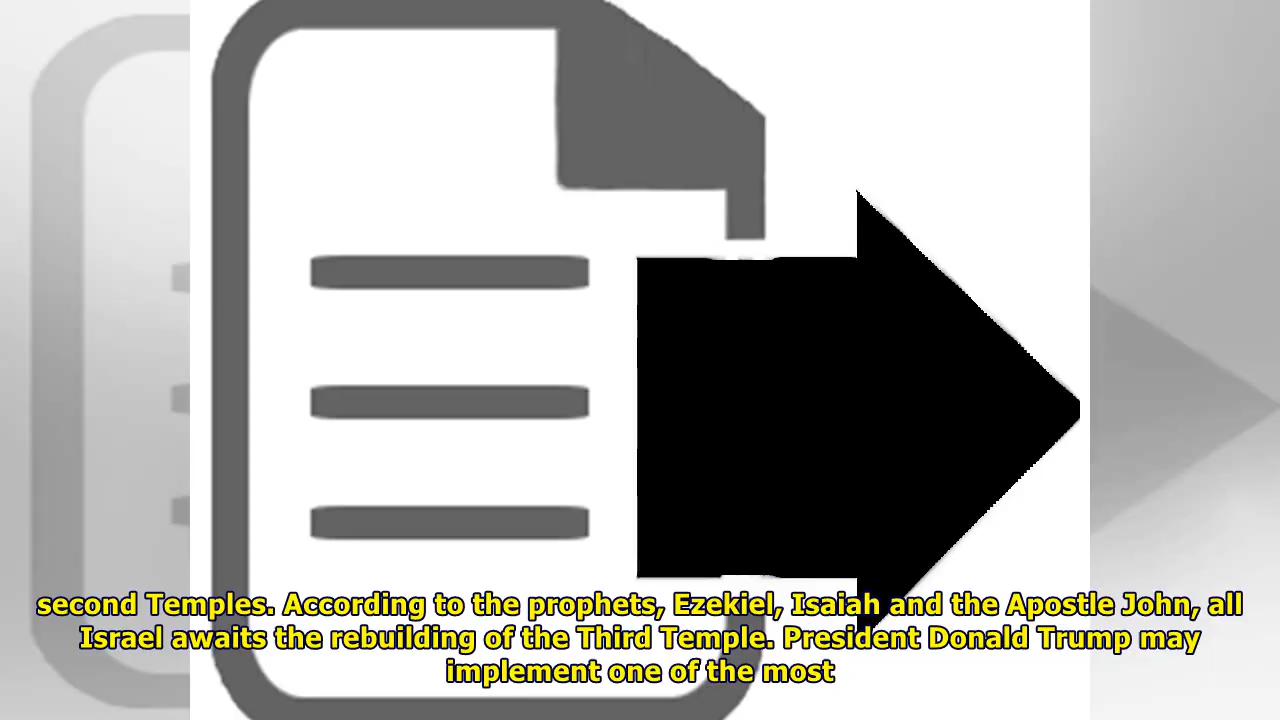 second Temples. According to the prophets, Ezekiel, Isaiah and the Apostle John, all
Israel awaits the rebuilding of the Third Temple. President Donald Trump may
implement one of the most